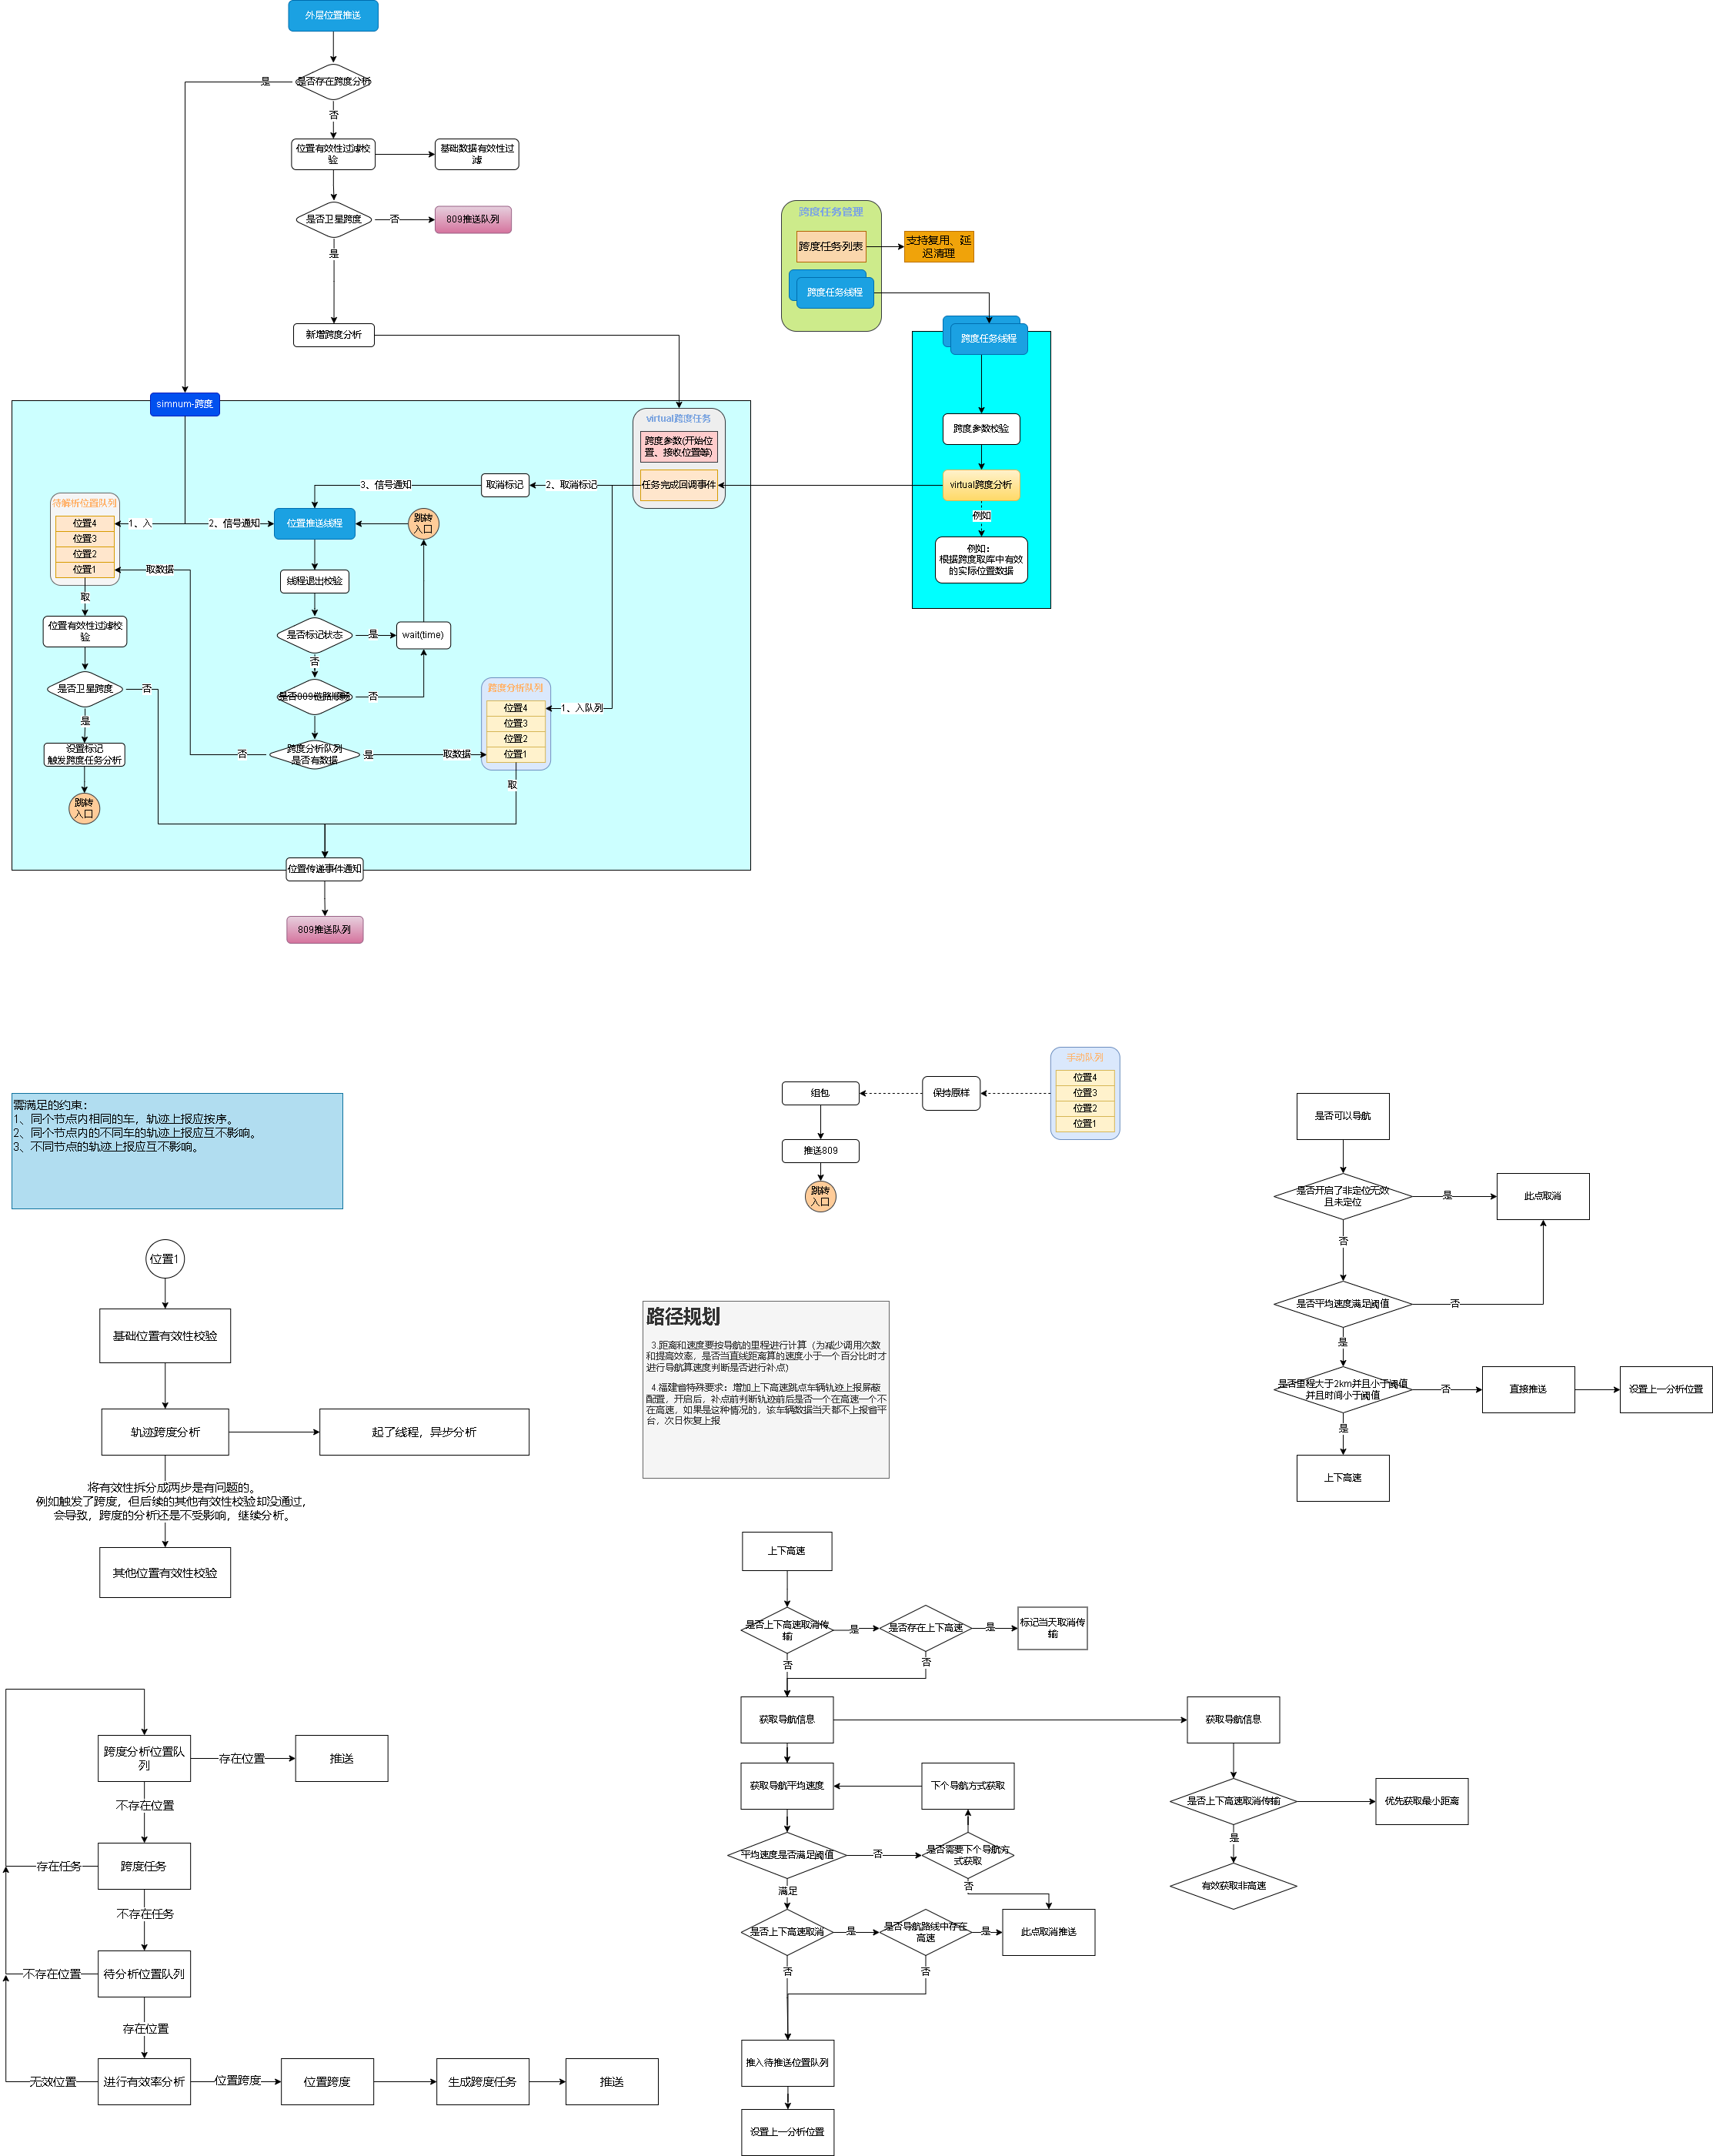 外层位置推送
是否存在跨度分析
是
否
位置有效性过滤校
验
基础数据有效性过
滤
是否卫星跨度
否
809推送队列
是
新增跨度分析
跨度任务管理
跨度任务列表
支持复用、延
迟清理
跨度任务线程
跨度任务线程
跨度参数校验
virtual跨度分析
例如
例如：
根据跨度取库中有效
的实际位置数据
simnum-跨度
virtual跨度任务
跨度参数(开始位
置、接收位置等)
任务完成回调事件
2、取消标记
取消标记
3、信号通知
待解析位置队列
位置4
位置3
位置2
位置1
1、入
2、信号通知
位置推送线程
跳转
入口
取数据
线程退出校验
取
位置有效性过滤校
验
是否标记状态
是
wait(time)
否
是否卫星跨度
否
是否809链路顺畅
否
跨度分析队列
位置4
位置3
位置2
位置1
1、入队列
是
设置标记
触发跨度任务分析
否
跨度分析队列
是否有数据
是
取数据
取
跳转
入口
位置传递事件通知
809推送队列
需满足的约束：
1、同个节点内相同的车，轨迹上报应按序。
2、同个节点内的不同车的轨迹上报应互不影响。
3、不同节点的轨迹上报应互不影响。
组包
保持原样
手动队列
位置4
位置3
位置2
位置1
推送809
跳转
入口
是否可以导航
是否开启了非定位无效
且未定位
是
此点取消
否
是否平均速度满足阈值
否
是
是否里程大于2km并且小于阈值
并且时间小于阈值
否
直接推送
设置上一分析位置
是
上下高速
位置1
基础位置有效性校验
轨迹跨度分析
起了线程，异步分析
将有效性拆分成两步是有问题的。
例如触发了跨度，但后续的其他有效性校验却没通过，
会导致，跨度的分析还是不受影响，继续分析。
其他位置有效性校验
路径规划
3.距离和速度要按导航的里程进行计算（为减少调用次数
和提高效率，是否当直线距离算的速度小于一个百分比时才
进行导航算速度判断是否进行补点）
4.福建省特殊要求：增加上下高速跳点车辆轨迹上报屏蔽
配置，开启后，补点前判断轨迹前后是否一个在高速一个不
在高速，如果是这种情况的，该车辆数据当天都不上报省平
台，次日恢复上报
上下高速
是否上下高速取消传
输
是
是否存在上下高速
是
标记当天取消传
输
否
否
获取导航信息
获取导航信息
获取导航平均速度
下个导航方式获取
是否上下高速取消传输
优先获取最小距离
平均速度是否满足阈值
否
是否需要下个导航方
式获取
是
有效获取非高速
满足
否
是否上下高速取消
是
是否导航路线中存在
高速
是
此点取消推送
否
否
推入待推送位置队列
设置上一分析位置
跨度分析位置队
列
存在位置
推送
不存在位置
存在任务
跨度任务
不存在任务
不存在位置
待分析位置队列
存在位置
无效位置
进行有效率分析
位置跨度
位置跨度
生成跨度任务
推送